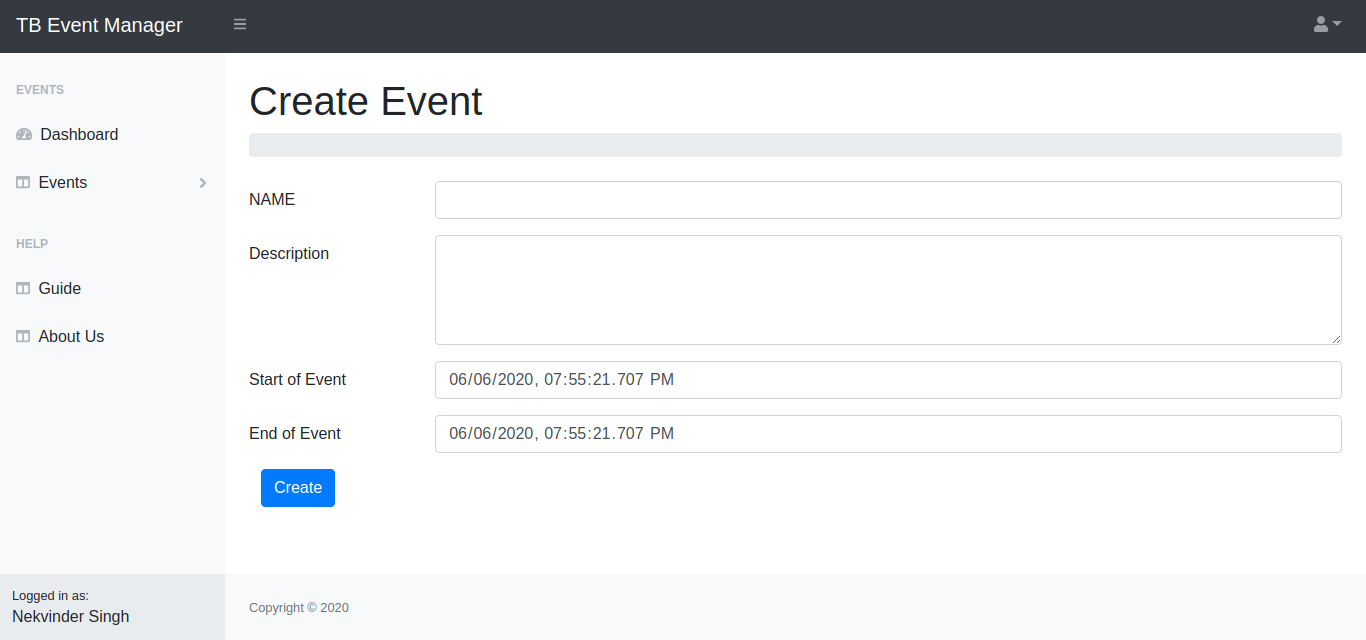 TB Event Manager
EVENTS
Dashboard
Events
HELP
Guide
About Us
Logged in as:
Nekvinder Singh
Create Event
NAME
Description
Start of Event 06/06/2020, 07:55:21.707 PM
End of Event 06/06/2020, 07:55:21.707 PM
Create
Copyright © 2020